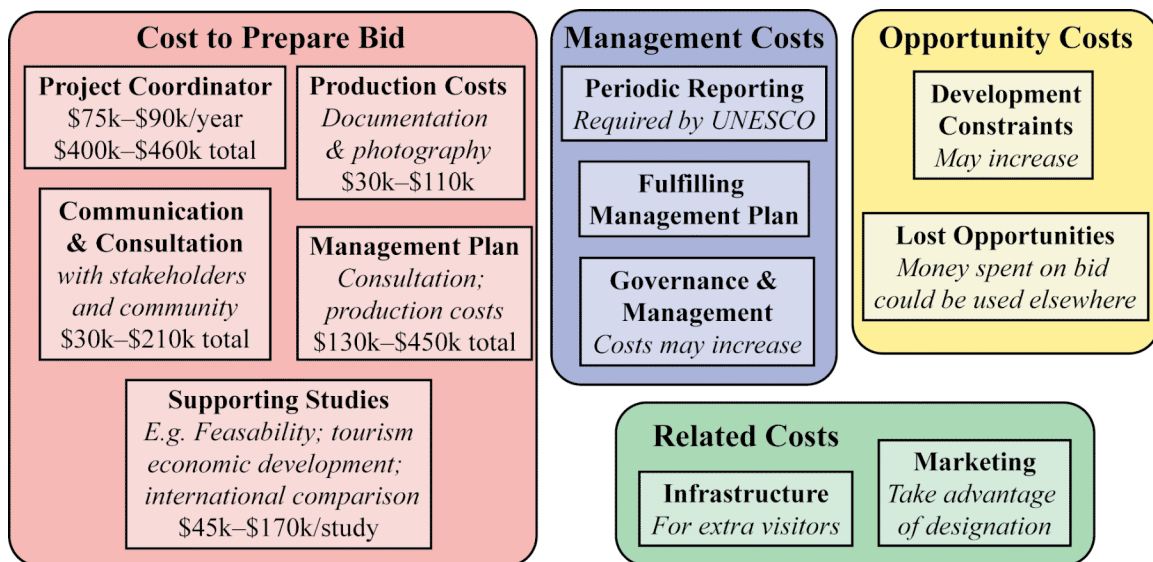 Cost to Prepare Bid
Project Coordinator
$75k–$90k/year
$400k–$460k total
Production Costs
Documentation
& photography
$30k–$110k
Communication
& Consultation
with stakeholders
and community
$30k–$210k total
Management Plan
Consultation;
production costs
$130k–$450k total
Supporting Studies
E.g. Feasability; tourism
economic development;
international comparison
$45k–$170k/study
Management Costs
Periodic Reporting
Required by UNESCO
Fulfilling
Management Plan
Governance &
Management
Costs may increase
Opportunity Costs
Development
Constraints
May increase
Lost Opportunities
Money spent on bid
could be used elsewhere
Related Costs
Infrastructure
For extra visitors
Marketing
Take advantage
of designation